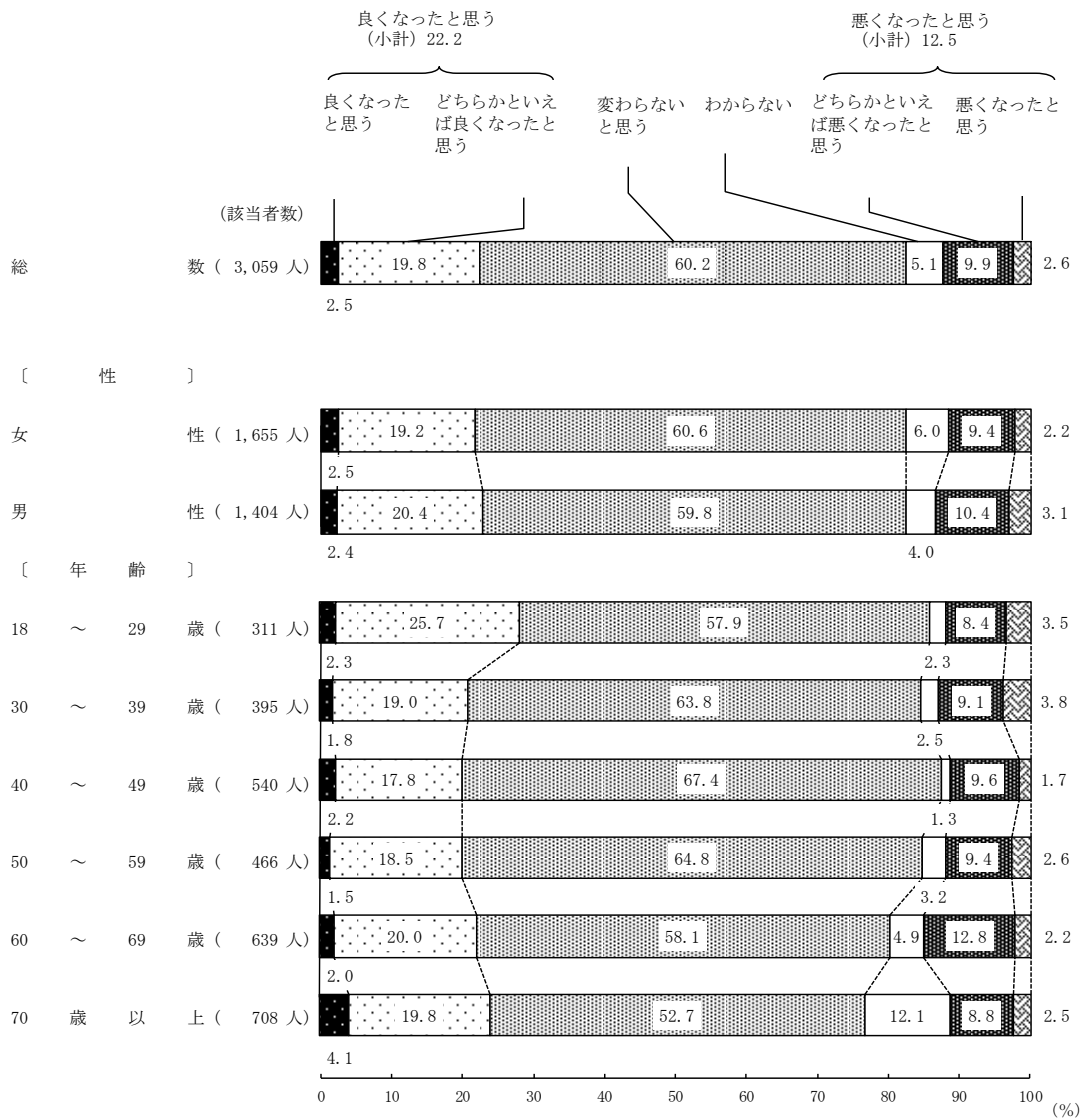 良くなったと思う
（小計）22.2
悪くなったと思う
（小計）12.5
良くなった
と思う
どちらかといえ
ば良くなったと
思う
変わらない
と思う
わからない
どちらかといえ
ば悪くなったと
思う
悪くなったと
思う
（該当者数）
総 数 ( 3,059 人) 19.8 60.2 5.1 9.9 2.6
2.5
〔 性 〕
女 性 ( 1,655 人) 19.2 60.6 6.0 9.4 2.2
2.5
男 性 ( 1,404 人) 20.4 59.8 10.4 3.1
2.4 4.0
〔 年 齢 〕
18 ～ 29 歳 ( 311 人) 25.7 57.9 8.4 3.5
2.3 2.3
30 ～ 39 歳 ( 395 人) 19.0 63.8 9.1 3.8
1.8 2.5
40 ～ 49 歳 ( 540 人) 17.8 67.4 9.6 1.7
2.2 1.3
50 ～ 59 歳 ( 466 人) 18.5 64.8 9.4 2.6
1.5 3.2
60 ～ 69 歳 ( 639 人) 20.0 58.1 4.9 12.8 2.2
2.0
70 歳 以 上 ( 708 人) 19.8 52.7 12.1 8.8 2.5
4.1
0 10 20 30 40 50 60 70 80 90 100
(%)